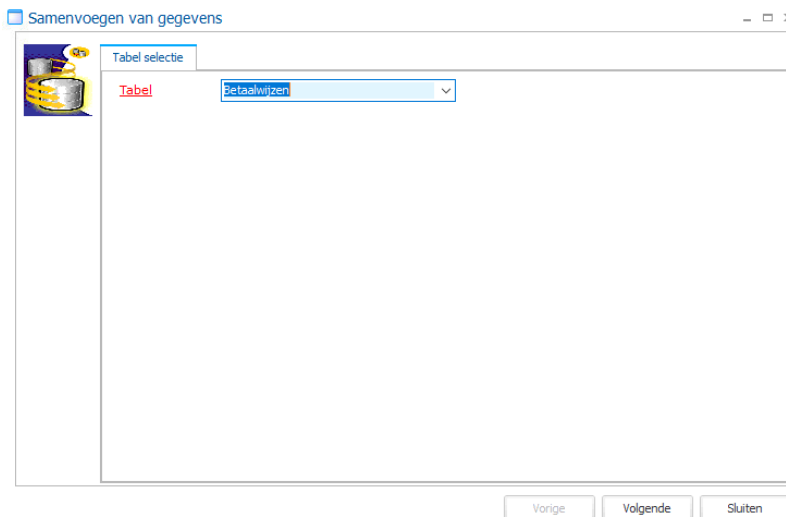 Samenvoegen van gegevens
Tabel selectie
Tabel
Betaalwijzen
Vorige Volgende Sluiten